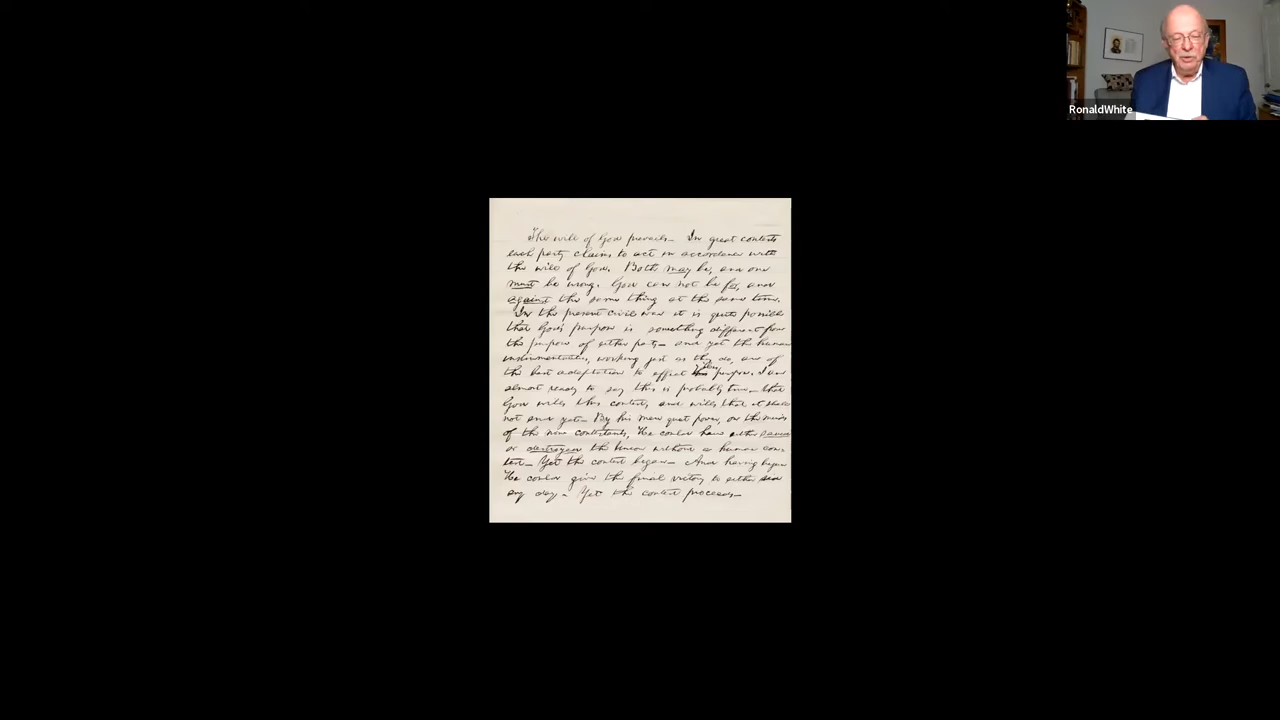 RonaldWhite
The will of God prevails— In great contests
each party claims to act in accordance with
the will of God. Both may be, and one
must be wrong. God can not be for, and
against the same thing at the same time.
In the present civil war it is quite possible
that God's purpose is something different from
the purpose of either party— and yet the human
instrumentalities, working just as they do, are of
the best adaptation to effect His purpose. I am
almost ready to say this is probably true— that
God wills this contest, and wills that it shall
not end yet— By his mere quiet power, on the minds
of the now contestants, He could have either saved
or destroyed the Union without a human con-
test— Yet the contest began— And having begun
He could give the final victory to either side
any day— Yet the contest proceeds—